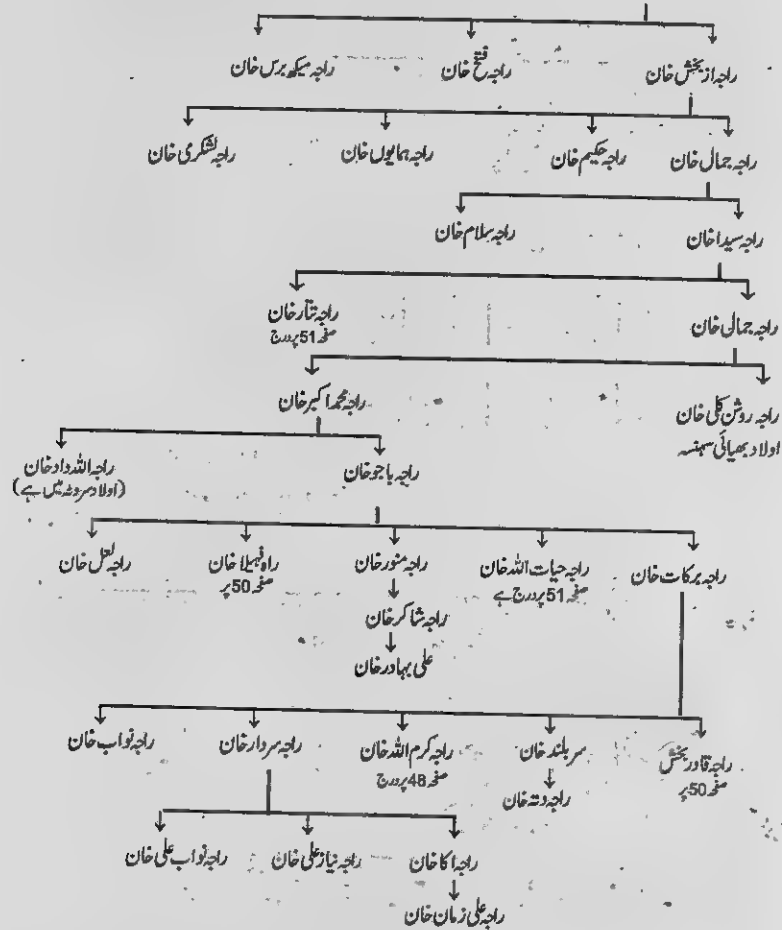 راجہ از بخش خان راجہ فتح خان راجہ میکھ برس خان
راجہ جمال خان راجہ حکیم خان راجہ ہمایوں خان راجہ لشکری خان
راجہ سیدا خان راجہ سلام خان
راجہ جمالی خان راجہ تتار خان
صفحہ 51 پر درج
راجہ روشن کلی خان راجہ محمد اکبر خان
اولاد بھیائی سہنسہ
راجہ باجو خان راجہ اللہ داد خان
(اولاد سروٹہ میں ہے)
راجہ برکات خان راجہ حیات اللہ خان راجہ منور خان راہ فہیلا خان راجہ لعل خان
صفحہ 51 پر درج ہے صفحہ 50 پر
راجہ شاکر خان
علی بہادر خان
راجہ قادر بخش سر بلند خان راجہ کرم اللہ خان راجہ سردار خان راجہ نواب خان
صفحہ 50 پر صفحہ 48 پر درج
راجہ دتہ خان
راجہ اکا خان راجہ نیاز علی خان راجہ نواب علی خان
راجہ علی زمان خان